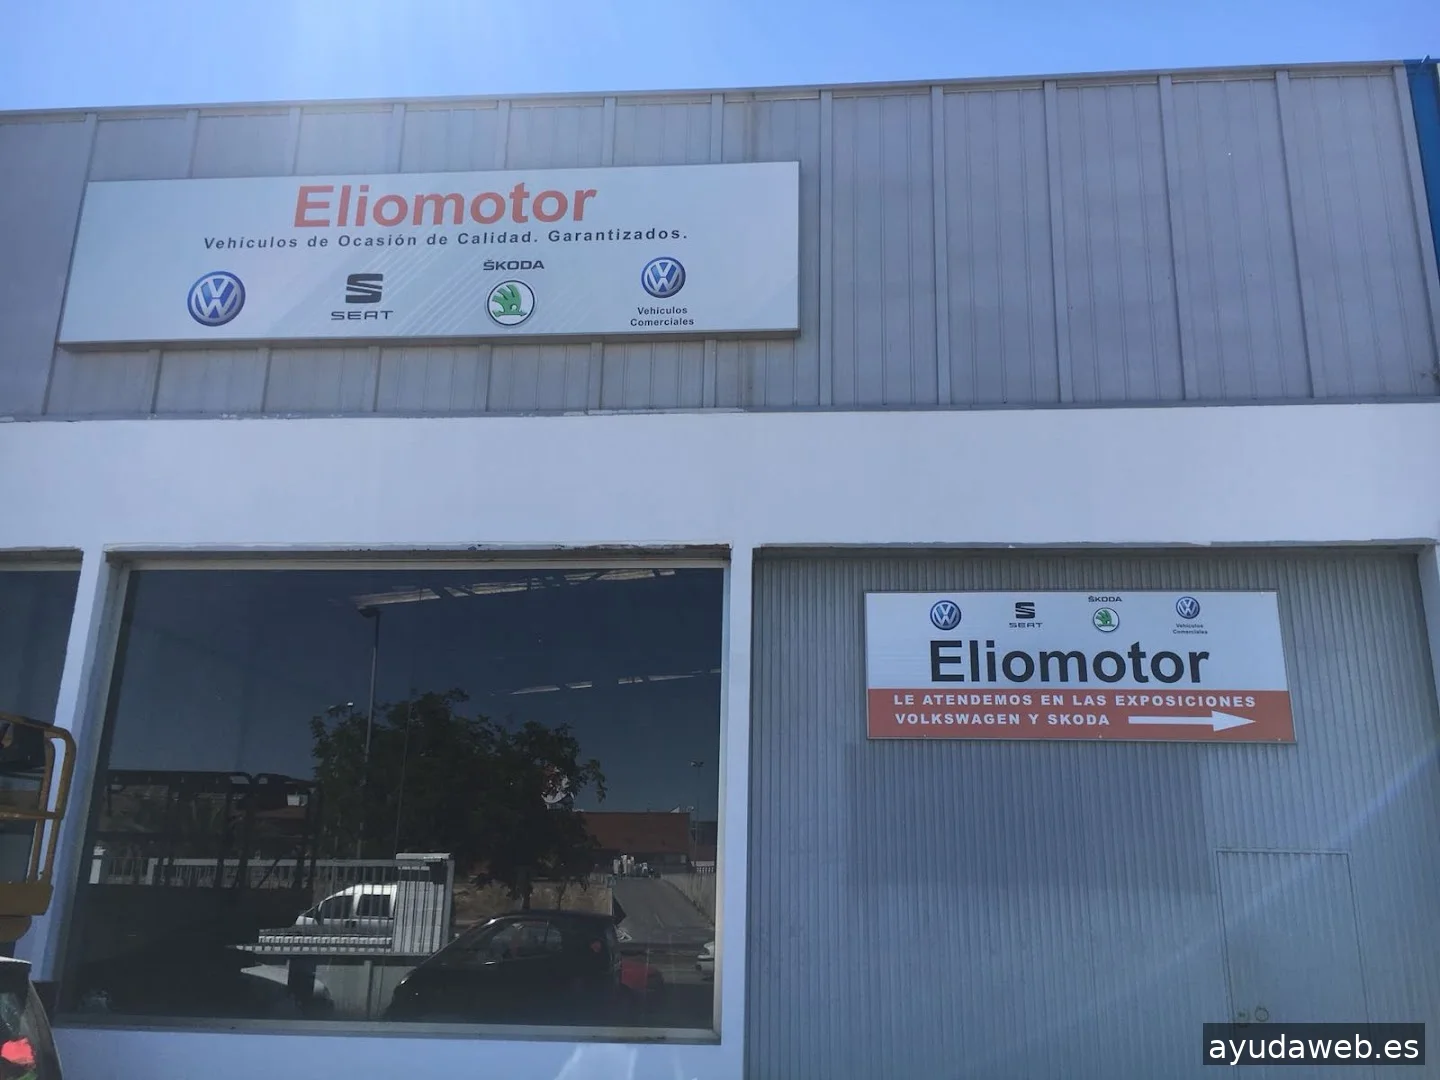 Eliomotor
Vehículos de Ocasión de Calidad. Garantizados.
SEAT
ŠKODA
Vehículos
Comerciales
SEAT
ŠKODA
Vehículos
Comerciales
Eliomotor
LE ATENDEMOS EN LAS EXPOSICIONES
VOLKSWAGEN Y SKODA
ayudaweb.es